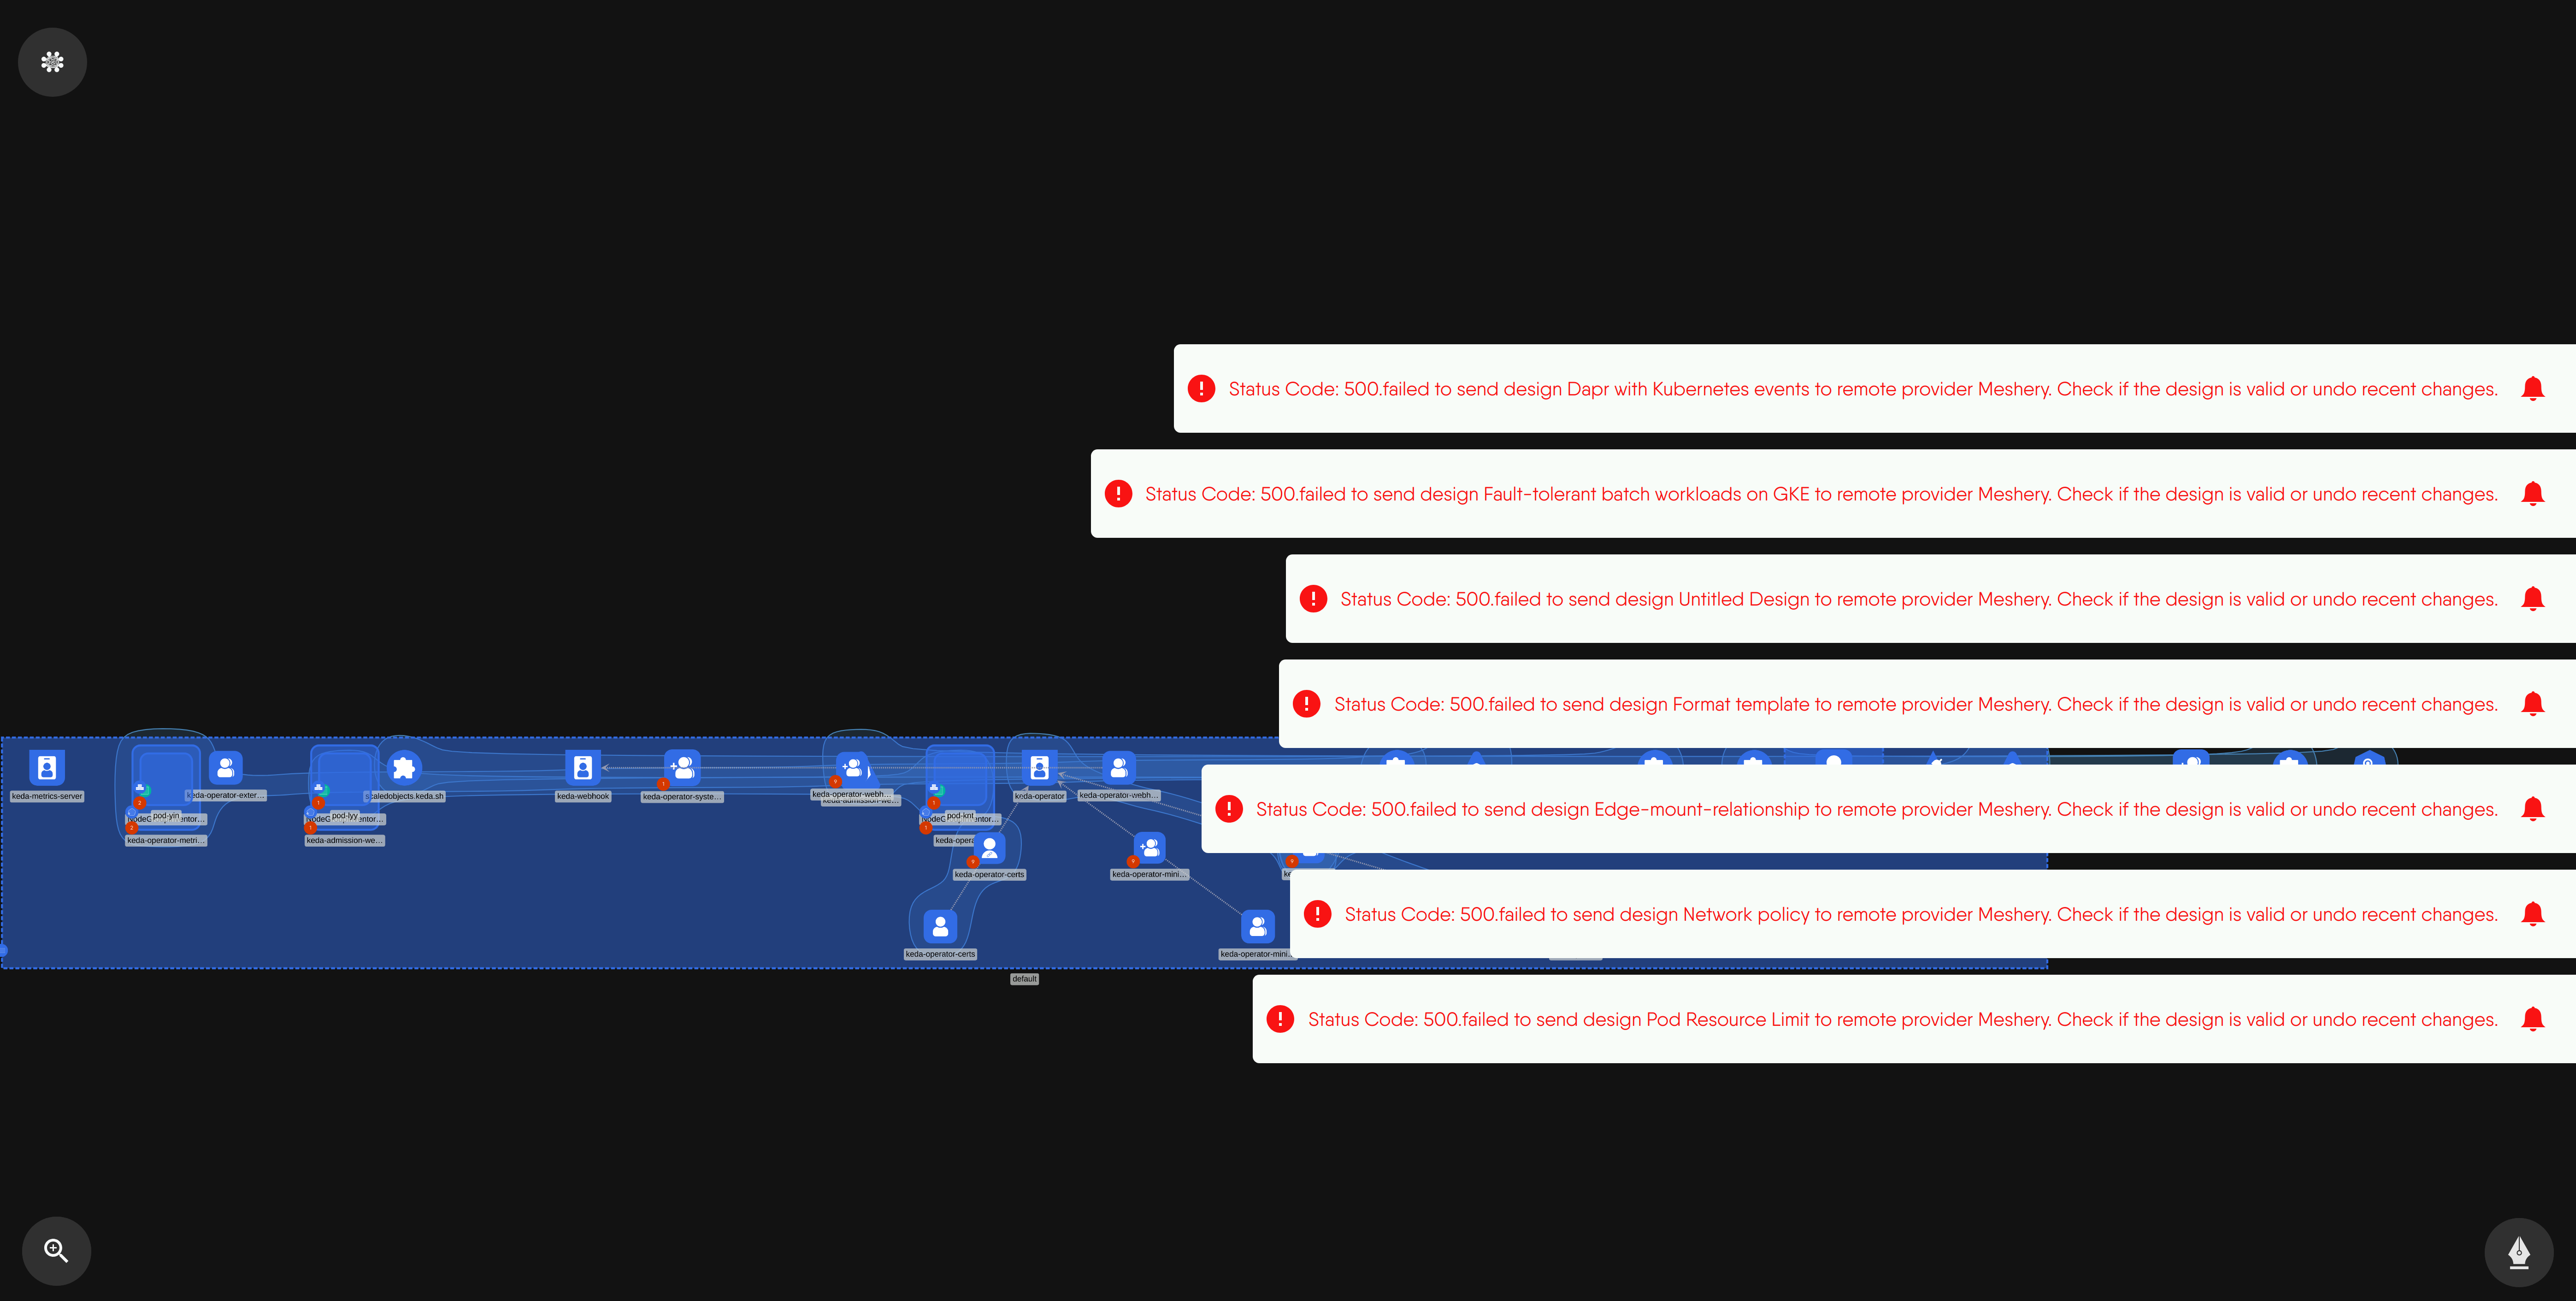 Status Code: 500.failed to send design Dapr with Kubernetes events to remote provider Meshery. Check if the design is valid or undo recent changes.
Status Code: 500.failed to send design Fault-tolerant batch workloads on GKE to remote provider Meshery. Check if the design is valid or undo recent changes.
Status Code: 500.failed to send design Untitled Design to remote provider Meshery. Check if the design is valid or undo recent changes.
Status Code: 500.failed to send design Format template to remote provider Meshery. Check if the design is valid or undo recent changes.
Status Code: 500.failed to send design Edge-mount-relationship to remote provider Meshery. Check if the design is valid or undo recent changes.
Status Code: 500.failed to send design Network policy to remote provider Meshery. Check if the design is valid or undo recent changes.
Status Code: 500.failed to send design Pod Resource Limit to remote provider Meshery. Check if the design is valid or undo recent changes.
keda-metrics-server
keda-operator-exter...
scaledobjects.keda.sh
keda-webhook
keda-operator-syste...
keda-operator-webh...
keda-admission-we...
keda-operator
keda-operator-webh...
pod-yin
pod-lyy
pod-knt
keda-operator-metri...
keda-admission-we...
keda-operator-certs
keda-operator-mini...
keda-operator-certs
keda-operator-mini...
default